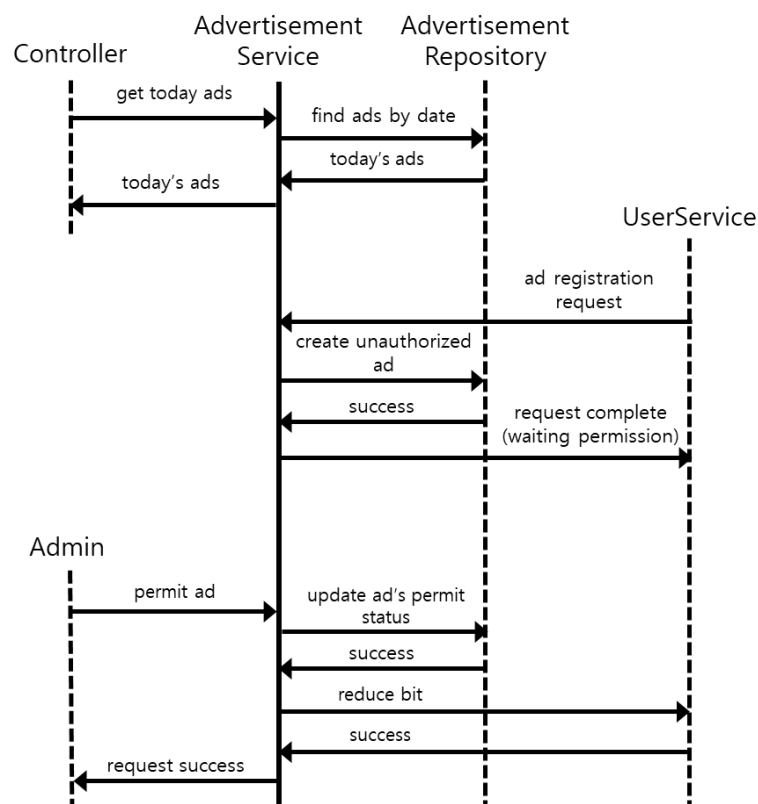 Controller
Advertisement
Service
Advertisement
Repository
get today ads
find ads by date
today's ads
today's ads
UserService
ad registration
request
create unauthorized
ad
success
request complete
(waiting permission)
Admin
permit ad
update ad's permit
status
success
reduce bit
success
request success